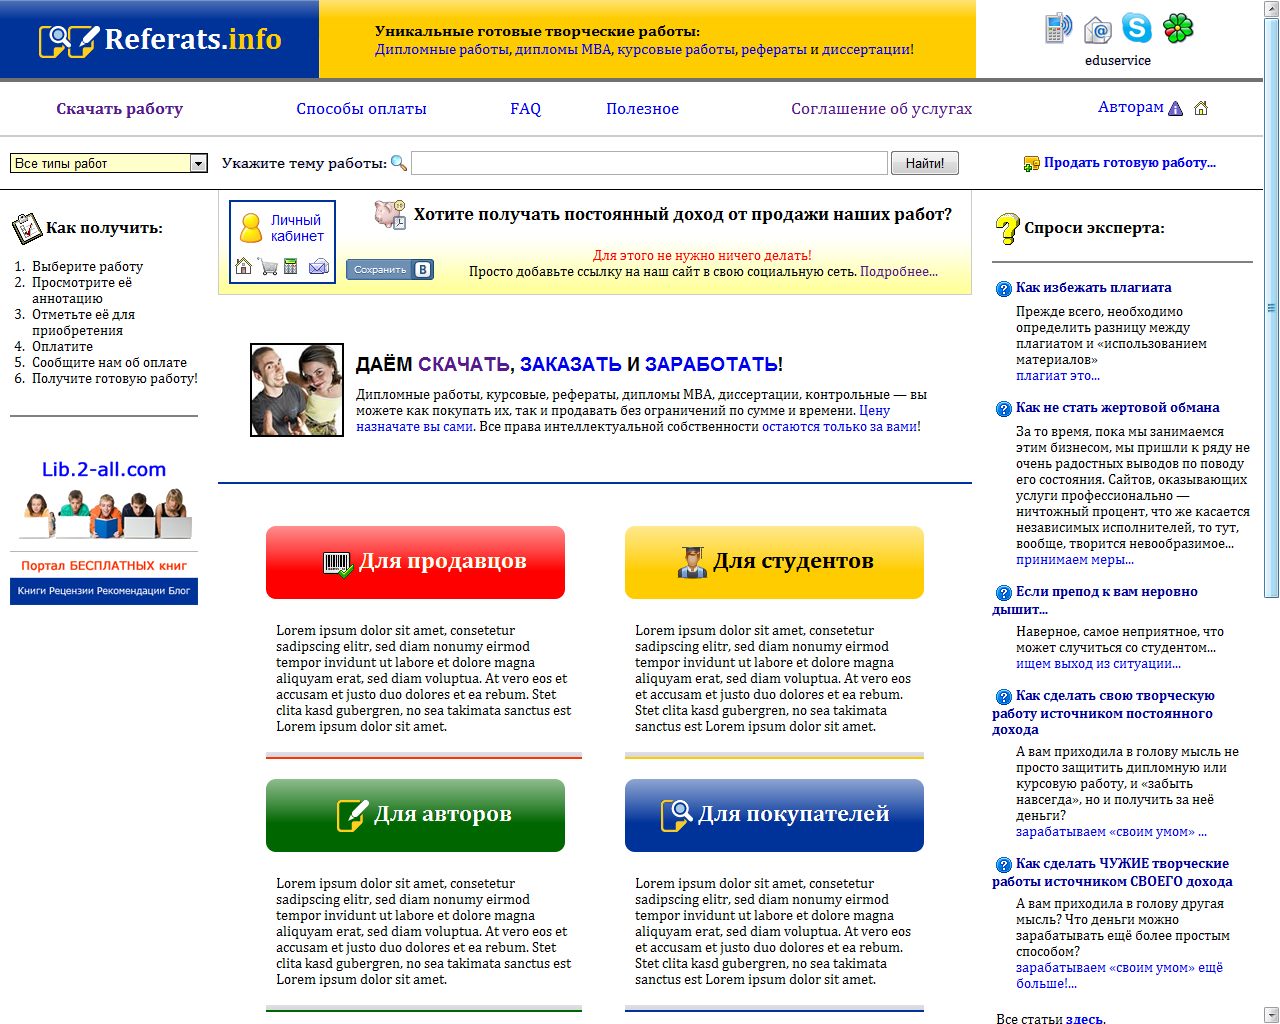 Referats.info
Уникальные готовые творческие работы:
Дипломные работы, дипломы MBA, курсовые работы, рефераты и диссертации!
eduservice
Скачать работу
Способы оплаты
FAQ
Полезное
Соглашение об услугах
Авторам
Все типы работ
Укажите тему работы:
Найти!
Продать готовую работу...
Как получить:
1. Выберите работу
2. Просмотрите её
аннотацию
3. Отметьте её для
приобретения
4. Оплатите
5. Сообщите нам об оплате
6. Получите готовую работу!
Lib.2-all.com
Портал БЕСПЛАТНЫХ книг
Книги Рецензии Рекомендации Блог
Личный
кабинет
Хотите получать постоянный доход от продажи наших работ?
Для этого не нужно ничего делать!
Сохранить B
Просто добавьте ссылку на наш сайт в свою социальную сеть. Подробнее...
ДАЁМ СКАЧАТЬ, ЗАКАЗАТЬ И ЗАРАБОТАТЬ!
Дипломные работы, курсовые, рефераты, дипломы MBA, диссертации, контрольные — вы
можете как покупать их, так и продавать без ограничений по сумме и времени. Цену
назначаете вы сами. Все права интеллектуальной собственности остаются только за вами!
Для продавцов
Lorem ipsum dolor sit amet, consetetur
sadipscing elitr, sed diam nonumy eirmod
tempor invidunt ut labore et dolore magna
aliquyam erat, sed diam voluptua. At vero eos et
accusam et justo duo dolores et ea rebum. Stet
clita kasd gubergren, no sea takimata sanctus est
Lorem ipsum dolor sit amet.
Для студентов
Lorem ipsum dolor sit amet, consetetur
sadipscing elitr, sed diam nonumy eirmod
tempor invidunt ut labore et dolore magna
aliquyam erat, sed diam voluptua. At vero eos
et accusam et justo duo dolores et ea rebum.
Stet clita kasd gubergren, no sea takimata
sanctus est Lorem ipsum dolor sit amet.
Для авторов
Lorem ipsum dolor sit amet, consetetur
sadipscing elitr, sed diam nonumy eirmod
tempor invidunt ut labore et dolore magna
aliquyam erat, sed diam voluptua. At vero eos et
accusam et justo duo dolores et ea rebum. Stet
clita kasd gubergren, no sea takimata sanctus est
Lorem ipsum dolor sit amet.
Для покупателей
Lorem ipsum dolor sit amet, consetetur
sadipscing elitr, sed diam nonumy eirmod
tempor invidunt ut labore et dolore magna
aliquyam erat, sed diam voluptua. At vero eos
et accusam et justo duo dolores et ea rebum.
Stet clita kasd gubergren, no sea takimata
sanctus est Lorem ipsum dolor sit amet.
Спроси эксперта:
Как избежать плагиата
Прежде всего, необходимо
определить разницу между
плагиатом и «использованием
материалов»
плагиат это...
Как не стать жертовой обмана
За то время, пока мы занимаемся
этим бизнесом, мы пришли к ряду не
очень радостных выводов по поводу
его состояния. Сайтов, оказывающих
услуги профессионально —
ничтожный процент, что же касается
независимых исполнителей, то тут,
вообще, творится невообразимое...
принимаем меры...
Если препод к вам неровно
дышит...
Наверное, самое неприятное, что
может случиться со студентом...
ищем выход из ситуации...
Как сделать свою творческую
работу источником постоянного
дохода
А вам приходила в голову мысль не
просто защитить дипломную или
курсовую работу, и «забыть
навсегда», но и получить за неё
деньги?
зарабатываем «своим умом» ...
Как сделать ЧУЖИЕ творческие
работы источником СВОЕГО дохода
А вам приходила в голову другая
мысль? Что деньги можно
зарабатывать ещё более простым
способом?
зарабатываем «своим умом» ещё
больше!...
Все статьи здесь.